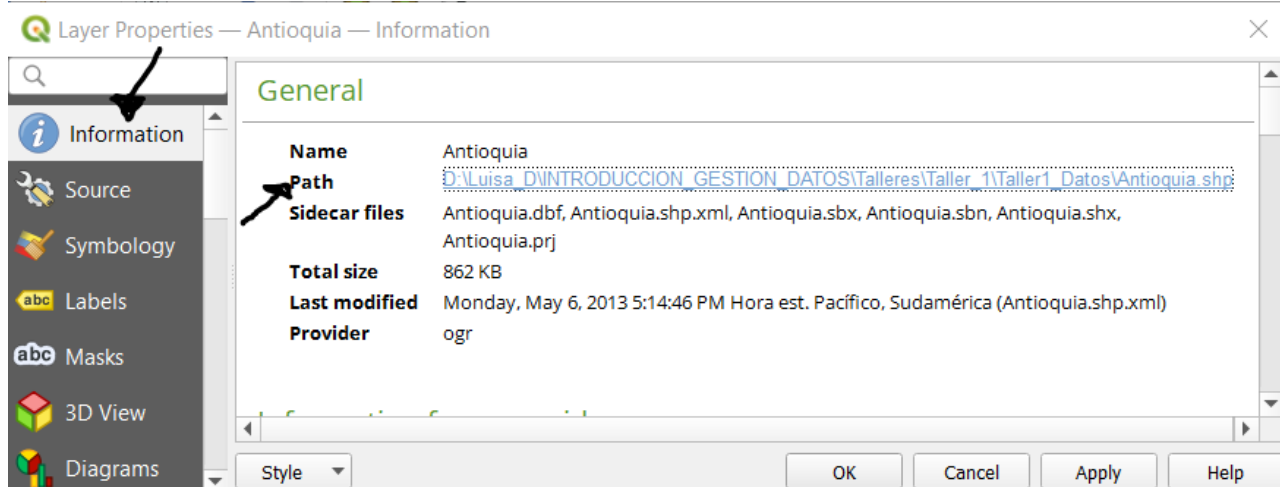 Layer Properties — Antioquia — Information
General
Information
Name Antioquia
Path D:\Luisa_D\INTRODUCCION_GESTION_DATOS\Talleres\Taller_1\Taller1_Datos\Antioquia.shp
Source
Sidecar files Antioquia.dbf, Antioquia.shp.xml, Antioquia.sbx, Antioquia.sbn, Antioquia.shx,
Antioquia.prj
Symbology
Total size 862 KB
abc Labels
Last modified Monday, May 6, 2013 5:14:46 PM Hora est. Pacífico, Sudamérica (Antioquia.shp.xml)
Provider ogr
abc Masks
3D View
Diagrams
Style
OK
Cancel
Apply
Help